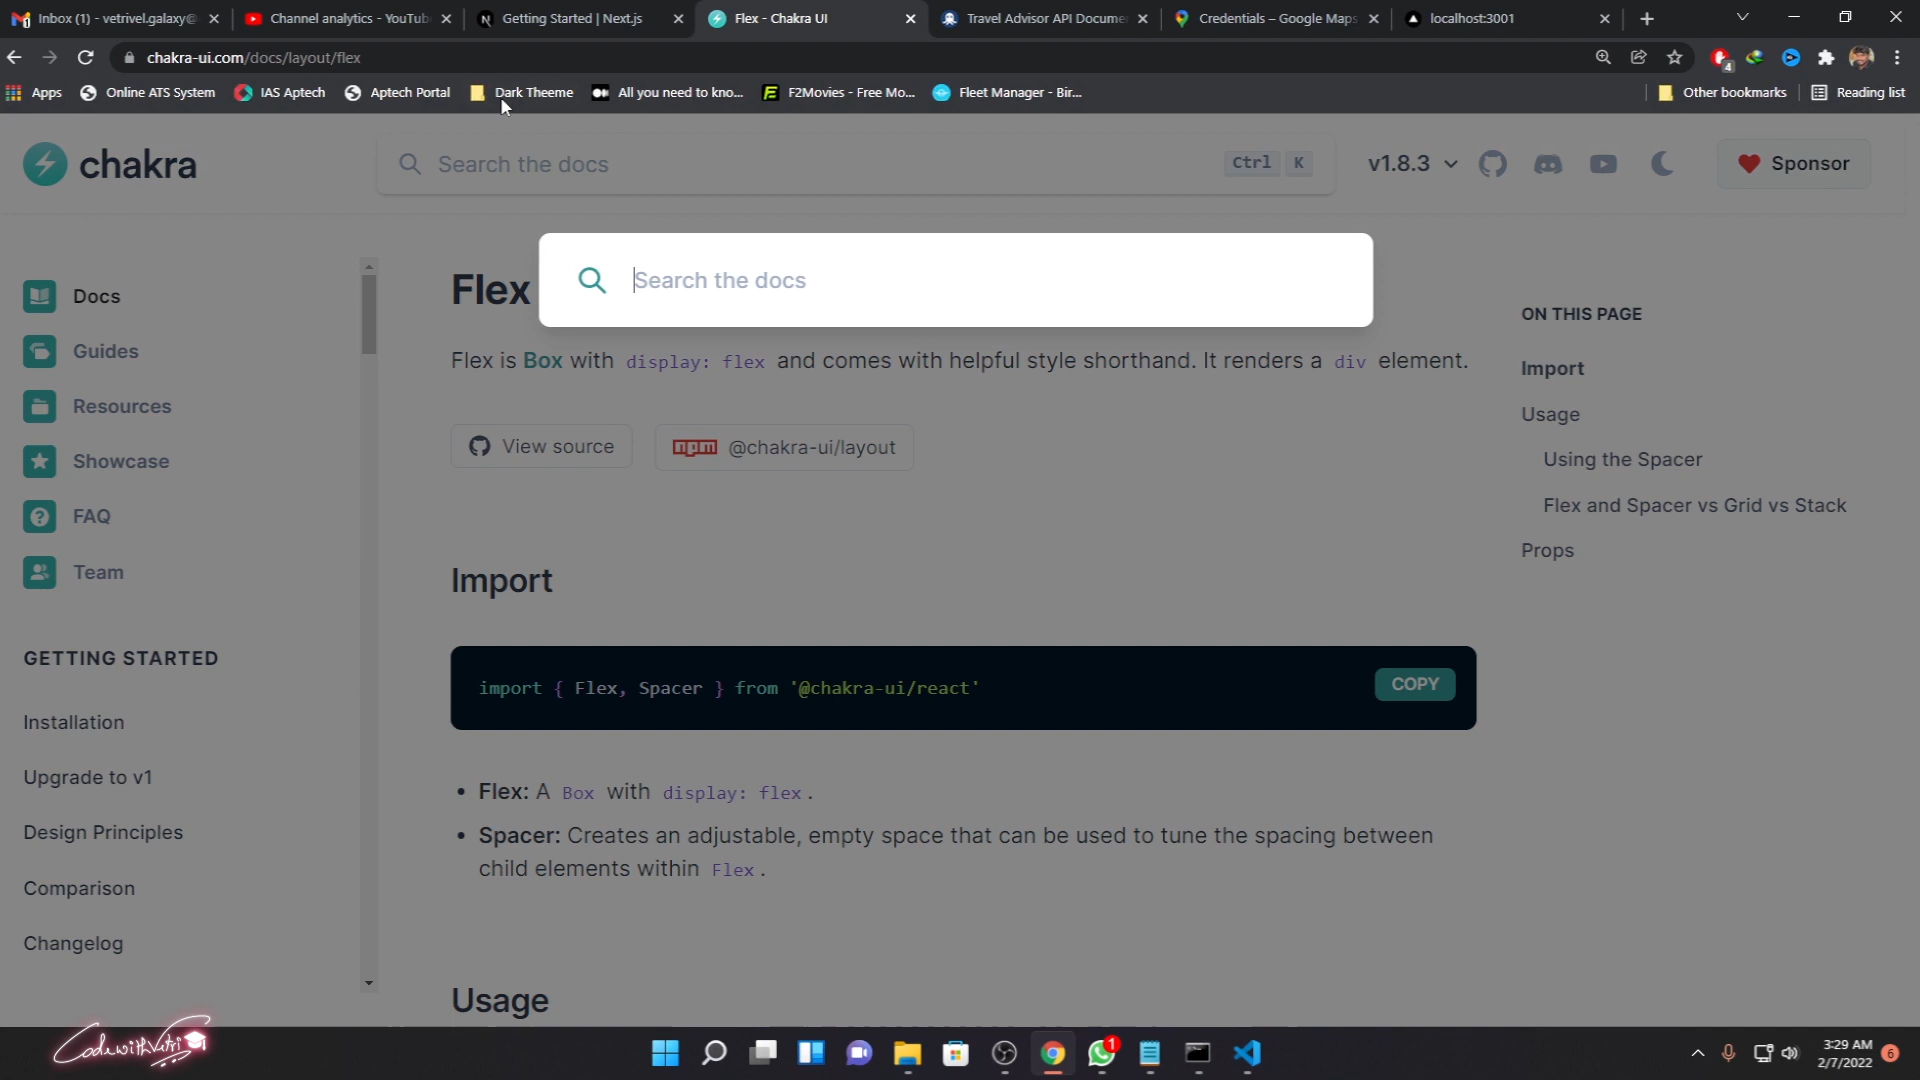 Inbox (1) - vetrivel.galaxy@
Channel analytics - YouTub
Getting Started | Next.js
Flex - Chakra UI
Travel Advisor API Documen
Credentials – Google Maps
localhost:3001
chakra-ui.com/docs/layout/flex
4
Apps
Online ATS System
IAS Aptech
Aptech Portal
Dark Theeme
All you need to kno...
F2Movies - Free Mo...
Fleet Manager - Bir...
Other bookmarks
Reading list
chakra
Search the docs
Ctrl K
v1.8.3
Sponsor
Search the docs
Docs
Guides
Resources
Showcase
FAQ
Team
GETTING STARTED
Installation
Upgrade to v1
Design Principles
Comparison
Changelog
Flex
Flex is Box with display: flex and comes with helpful style shorthand. It renders a div element.
View source
npm @chakra-ui/layout
Import
import { Flex, Spacer } from '@chakra-ui/react'
COPY
• Flex: A Box with display: flex.
• Spacer: Creates an adjustable, empty space that can be used to tune the spacing between
child elements within Flex.
Usage
ON THIS PAGE
Import
Usage
Using the Spacer
Flex and Spacer vs Grid vs Stack
Props
CodewithVetri
1
3:29 AM
2/7/2022
6